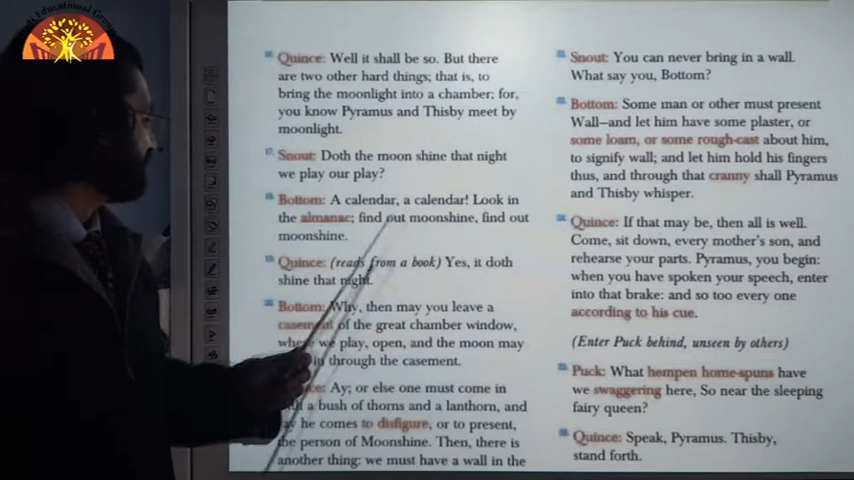 Educational Group
Quince: Well it shall be so. But there
are two other hard things; that is, to
bring the moonlight into a chamber; for,
you know Pyramus and Thisby meet by
moonlight.
Snout: Doth the moon shine that night
we play our play?
Bottom: A calendar, a calendar! Look in
the almanac; find out moonshine, find out
moonshine.
Quince: (reads from a book) Yes, it doth
shine that night.
Bottom: Why, then may you leave a
casement of the great chamber window,
where we play, open, and the moon may
in through the casement.
Ay; or else one must come in
a bush of thorns and a lanthorn, and
say he comes to disfigure, or to present,
the person of Moonshine. Then, there is
another thing: we must have a wall in the
Snout: You can never bring in a wall.
What say you, Bottom?
Bottom: Some man or other must present
Wall—and let him have some plaster, or
some loam, or some rough-cast about him,
to signify wall; and let him hold his fingers
thus, and through that cranny shall Pyramus
and Thisby whisper.
Quince: If that may be, then all is well.
Come, sit down, every mother's son, and
rehearse your parts. Pyramus, you begin:
when you have spoken your speech, enter
into that brake: and so too every one
according to his cue.
(Enter Puck behind, unseen by others)
Puck: What hempen home-spuns have
we swaggering here, So near the sleeping
fairy queen?
Quince: Speak, Pyramus. Thisby,
stand forth.